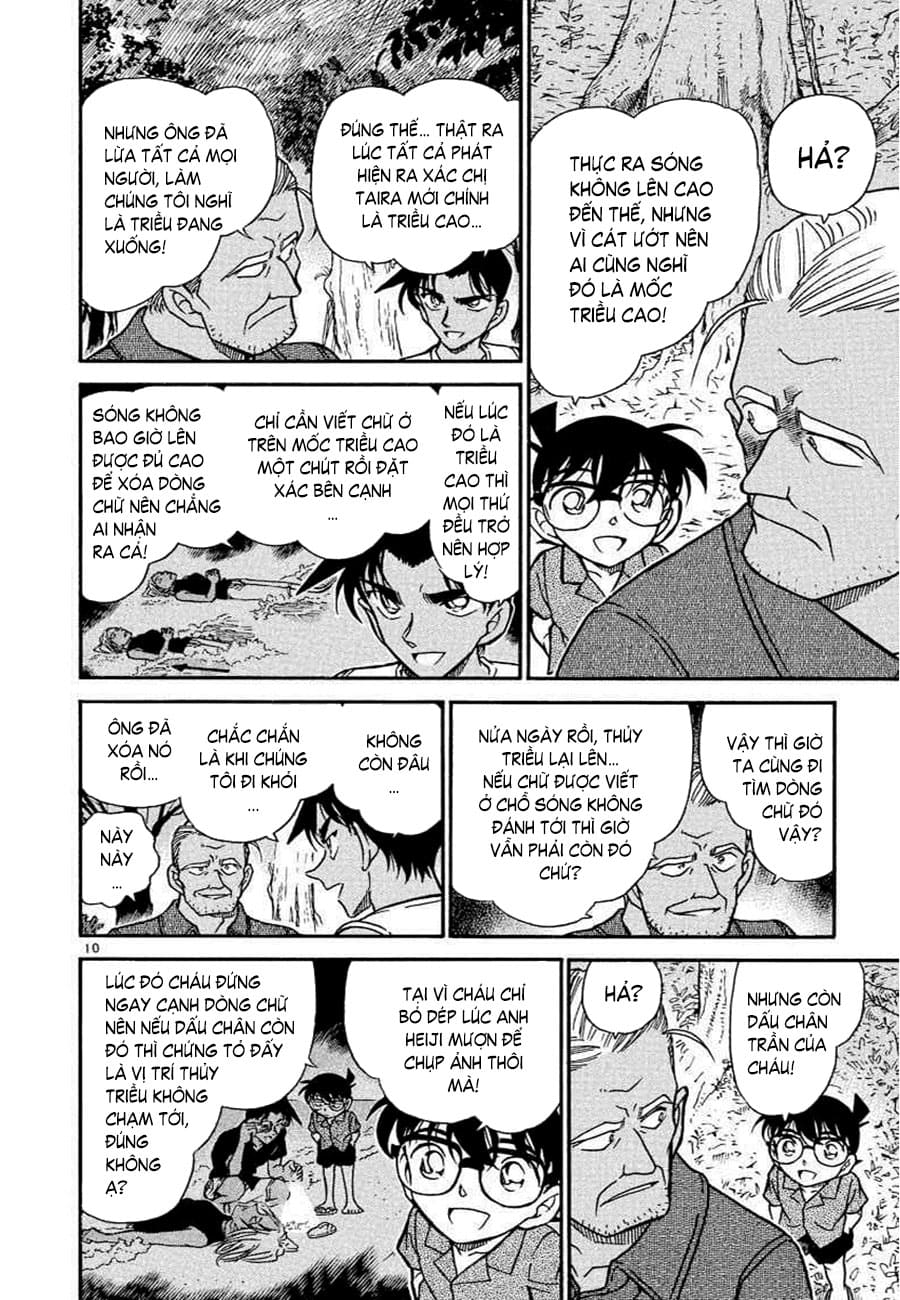 HẢ?
THỰC RA SÓNG
KHÔNG LÊN CAO
ĐẾN THẾ, NHƯNG
VÌ CÁT ƯỚT NÊN
AI CŨNG NGHĨ
ĐÓ LÀ MỐC
TRIỀU CAO!
ĐÚNG THẾ... THẬT RA
LÚC TẤT CẢ PHÁT
HIỆN RA XÁC CHỊ
TAIRA MỚI CHÍNH
LÀ TRIỀU CAO...
NHƯNG ÔNG ĐÃ
LỪA TẤT CẢ MỌI
NGƯỜI, LÀM
CHÚNG TÔI NGHĨ
LÀ TRIỀU ĐANG
XUỐNG!
NẾU LÚC
ĐÓ LÀ
TRIỀU
CAO THÌ
MỌI THỨ
ĐỀU TRỞ
NÊN HỢP
LÝ!
CHỈ CẦN VIẾT CHỮ Ở
TRÊN MỐC TRIỀU CAO
MỘT CHÚT RỒI ĐẶT
XÁC BÊN CẠNH
...
SÓNG KHÔNG
BAO GIỜ LÊN
ĐƯỢC ĐỦ CAO
ĐỂ XÓA DÒNG
CHỮ NÊN CHẲNG
AI NHẬN
RA CẢ!
VẬY THÌ GIỜ
TA CÙNG ĐI
TÌM DÒNG
CHỮ ĐÓ
VẬY?
NỬA NGÀY RỒI, THỦY
TRIỀU LẠI LÊN...
NẾU CHỮ ĐƯỢC VIẾT
Ở CHỖ SÓNG KHÔNG
ĐÁNH TỚI THÌ GIỜ
VẪN PHẢI CÒN ĐÓ
CHỨ?
KHÔNG
CÒN ĐÂU
...
CHẮC CHẮN
LÀ KHI CHÚNG
TÔI ĐI KHỎI
...
ÔNG ĐÃ
XÓA NÓ
RỒI...
NÀY
NÀY
...
10
NHƯNG CÒN
DẤU CHÂN
TRẦN CỦA
CHÁU!
HẢ?
TẠI VÌ CHÁU CHỈ
BỎ DÉP LÚC ANH
HEIJI MƯỢN ĐỂ
CHỤP ẢNH THÔI
MÀ!
LÚC ĐÓ CHÁU ĐỨNG
NGAY CẠNH DÒNG CHỮ
NÊN NẾU DẤU CHÂN CÒN
ĐÓ THÌ CHỨNG TỎ ĐẤY
LÀ VỊ TRÍ THỦY
TRIỀU KHÔNG
CHẠM TỚI,
ĐÚNG
KHÔNG
Ạ?